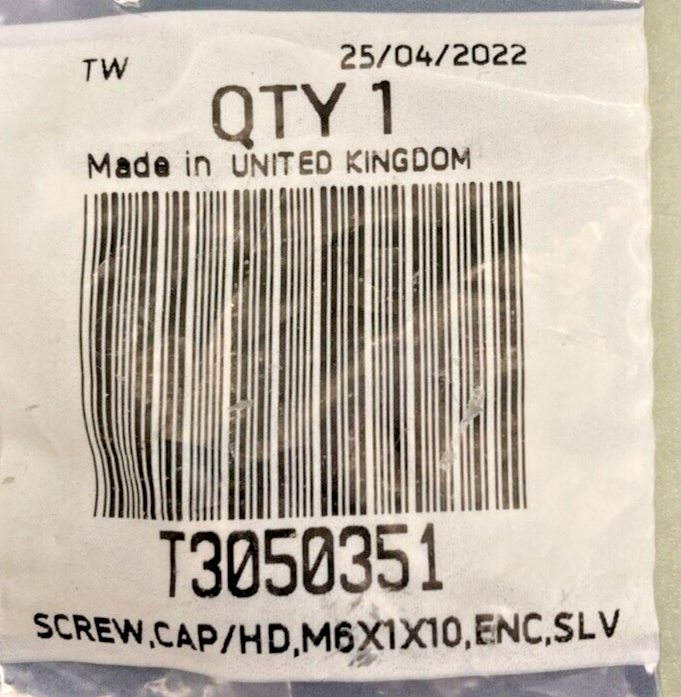 TW 25/04/2022
QTY 1
Made in UNITED KINGDOM
T3050351
SCREW,CAP/HD,M6X1X10,ENC,SLV